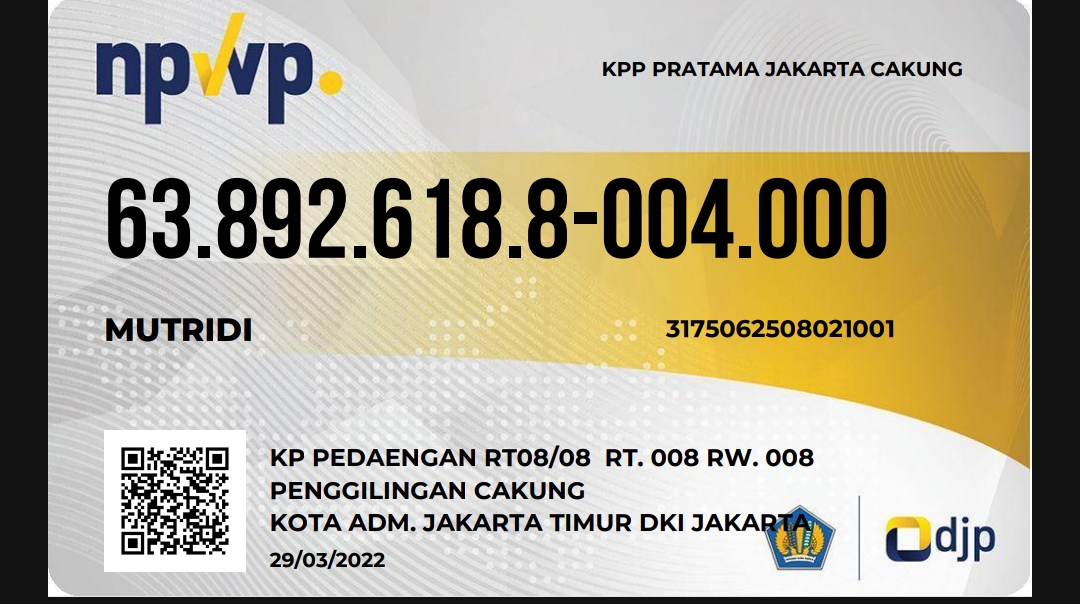 npwp.
KPP PRATAMA JAKARTA CAKUNG
63.892.618.8-004.000
MUTRIDI
3175062508021001
KP PEDAENGAN RT08/08 RT. 008 RW. 008
PENGGILINGAN CAKUNG
KOTA ADM. JAKARTA TIMUR DKI JAKARTA
29/03/2022
djp